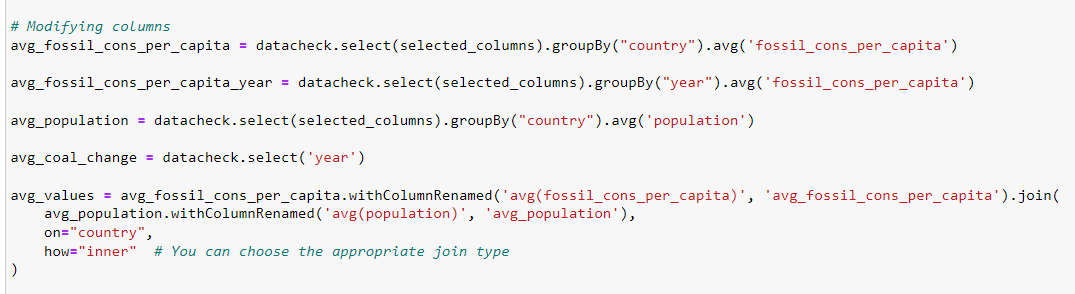 # Modifying columns
avg_fossil_cons_per_capita = datacheck.select(selected_columns).groupBy("country").avg('fossil_cons_per_capita')
avg_fossil_cons_per_capita_year = datacheck.select(selected_columns).groupBy("year").avg('fossil_cons_per_capita')
avg_population = datacheck.select(selected_columns).groupBy("country").avg('population')
avg_coal_change = datacheck.select('year')
avg_values = avg_fossil_cons_per_capita.withColumnRenamed('avg(fossil_cons_per_capita)', 'avg_fossil_cons_per_capita').join(
    avg_population.withColumnRenamed('avg(population)', 'avg_population'),
    on="country",
    how="inner"  # You can choose the appropriate join type
)